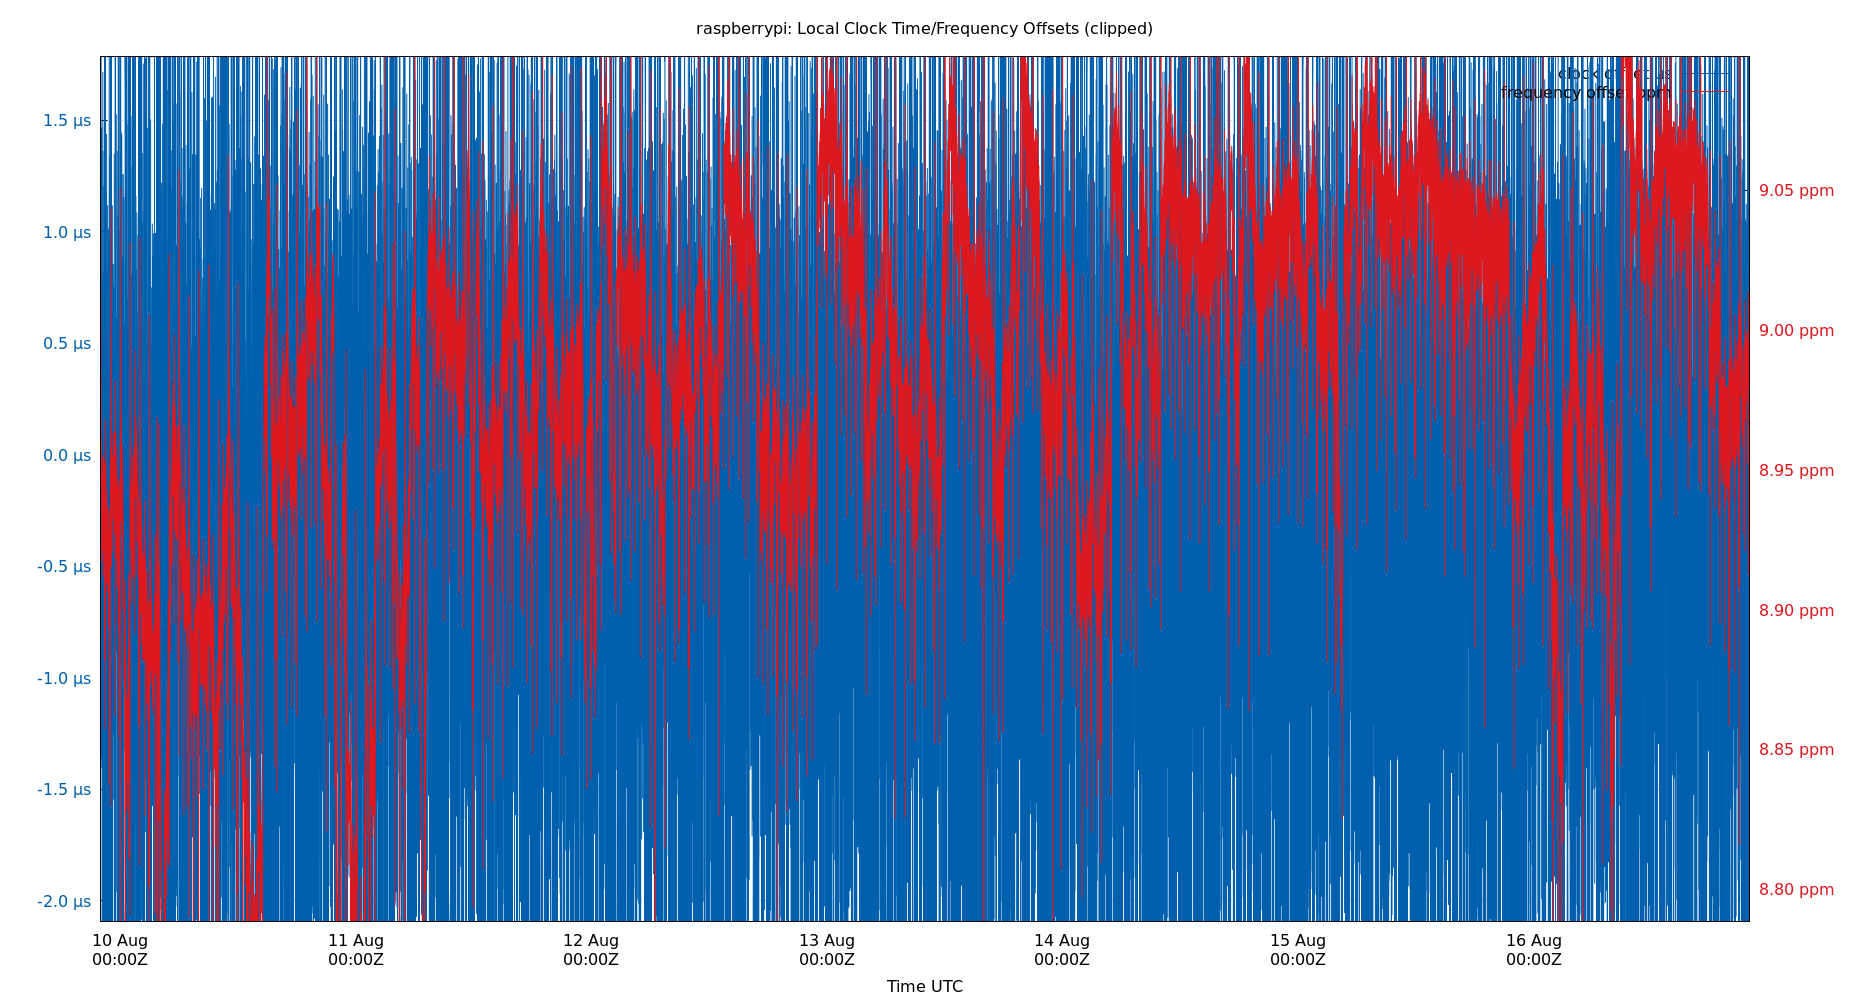 raspberrypi: Local Clock Time/Frequency Offsets (clipped)
clock offset µs
frequency offset ppm
1.5 µs
1.0 µs
0.5 µs
0.0 µs
-0.5 µs
-1.0 µs
-1.5 µs
-2.0 µs
9.05 ppm
9.00 ppm
8.95 ppm
8.90 ppm
8.85 ppm
8.80 ppm
10 Aug 11 Aug 12 Aug 13 Aug 14 Aug 15 Aug 16 Aug
00:00Z 00:00Z 00:00Z 00:00Z 00:00Z 00:00Z 00:00Z
Time UTC